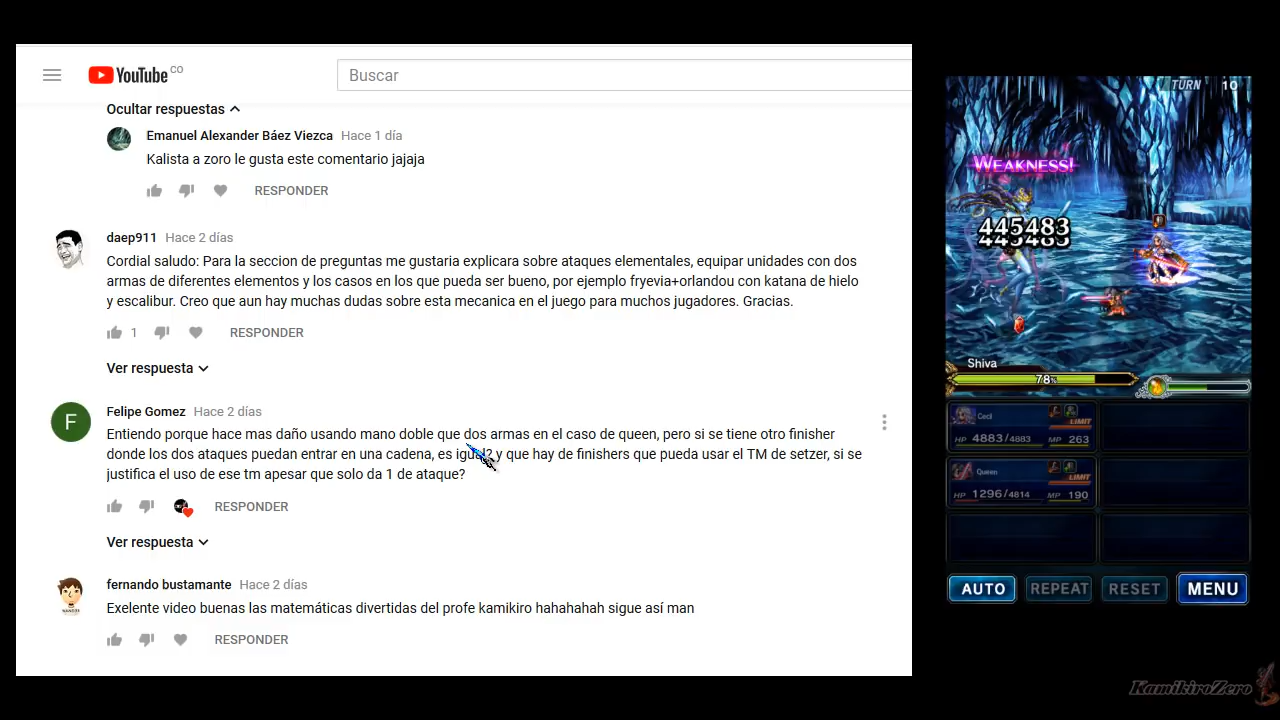 YouTube CO
Buscar
Ocultar respuestas
Emanuel Alexander Báez Viezca Hace 1 día
Kalista a zoro le gusta este comentario jajaja
RESPONDER
daep911 Hace 2 días
Cordial saludo: Para la seccion de preguntas me gustaria explicara sobre ataques elementales, equipar unidades con dos
armas de diferentes elementos y los casos en los que pueda ser bueno, por ejemplo fryevia+orlandou con katana de hielo
y escalibur. Creo que aun hay muchas dudas sobre esta mecanica en el juego para muchos jugadores. Gracias.
1 RESPONDER
Ver respuesta
F
Felipe Gomez Hace 2 días
Entiendo porque hace mas daño usando mano doble que dos armas en el caso de queen, pero si se tiene otro finisher
donde los dos ataques puedan entrar en una cadena, es igual? y que hay de finishers que pueda usar el TM de setzer, si se
justifica el uso de ese tm apesar que solo da 1 de ataque?
RESPONDER
Ver respuesta
fernando bustamante Hace 2 días
Exelente video buenas las matemáticas divertidas del profe kamikiro hahahahah sigue así man
RESPONDER
TURN 10
WEAKNESS!
445483
445483
Shiva
78%
Cecil
LIMIT
HP 4883/4883 MP 263
Queen
LIMIT
HP 1296/4814 MP 190
AUTO REPEAT RESET MENU
KamikiroZero